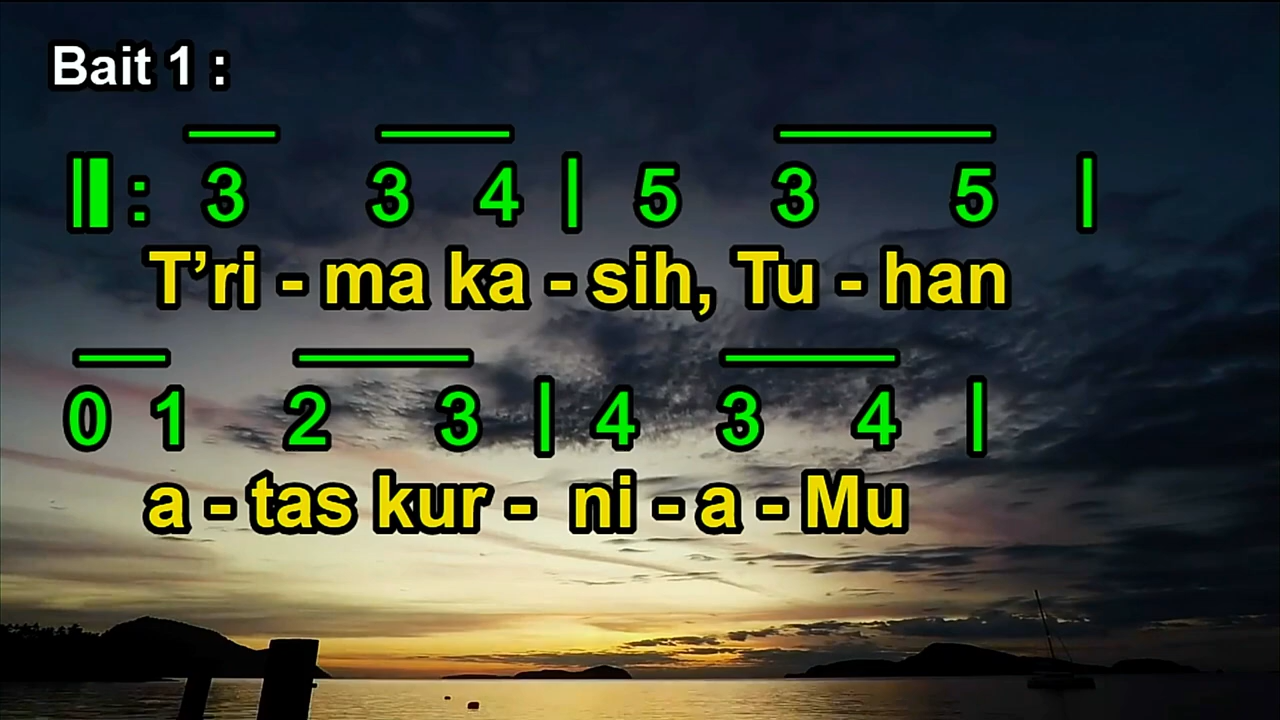 Bait 1 :
||: 3 3 4 | 5 3 5 |
T’ri - ma ka - sih, Tu - han
0 1 2 3 | 4 3 4 |
a - tas kur - ni - a - Mu